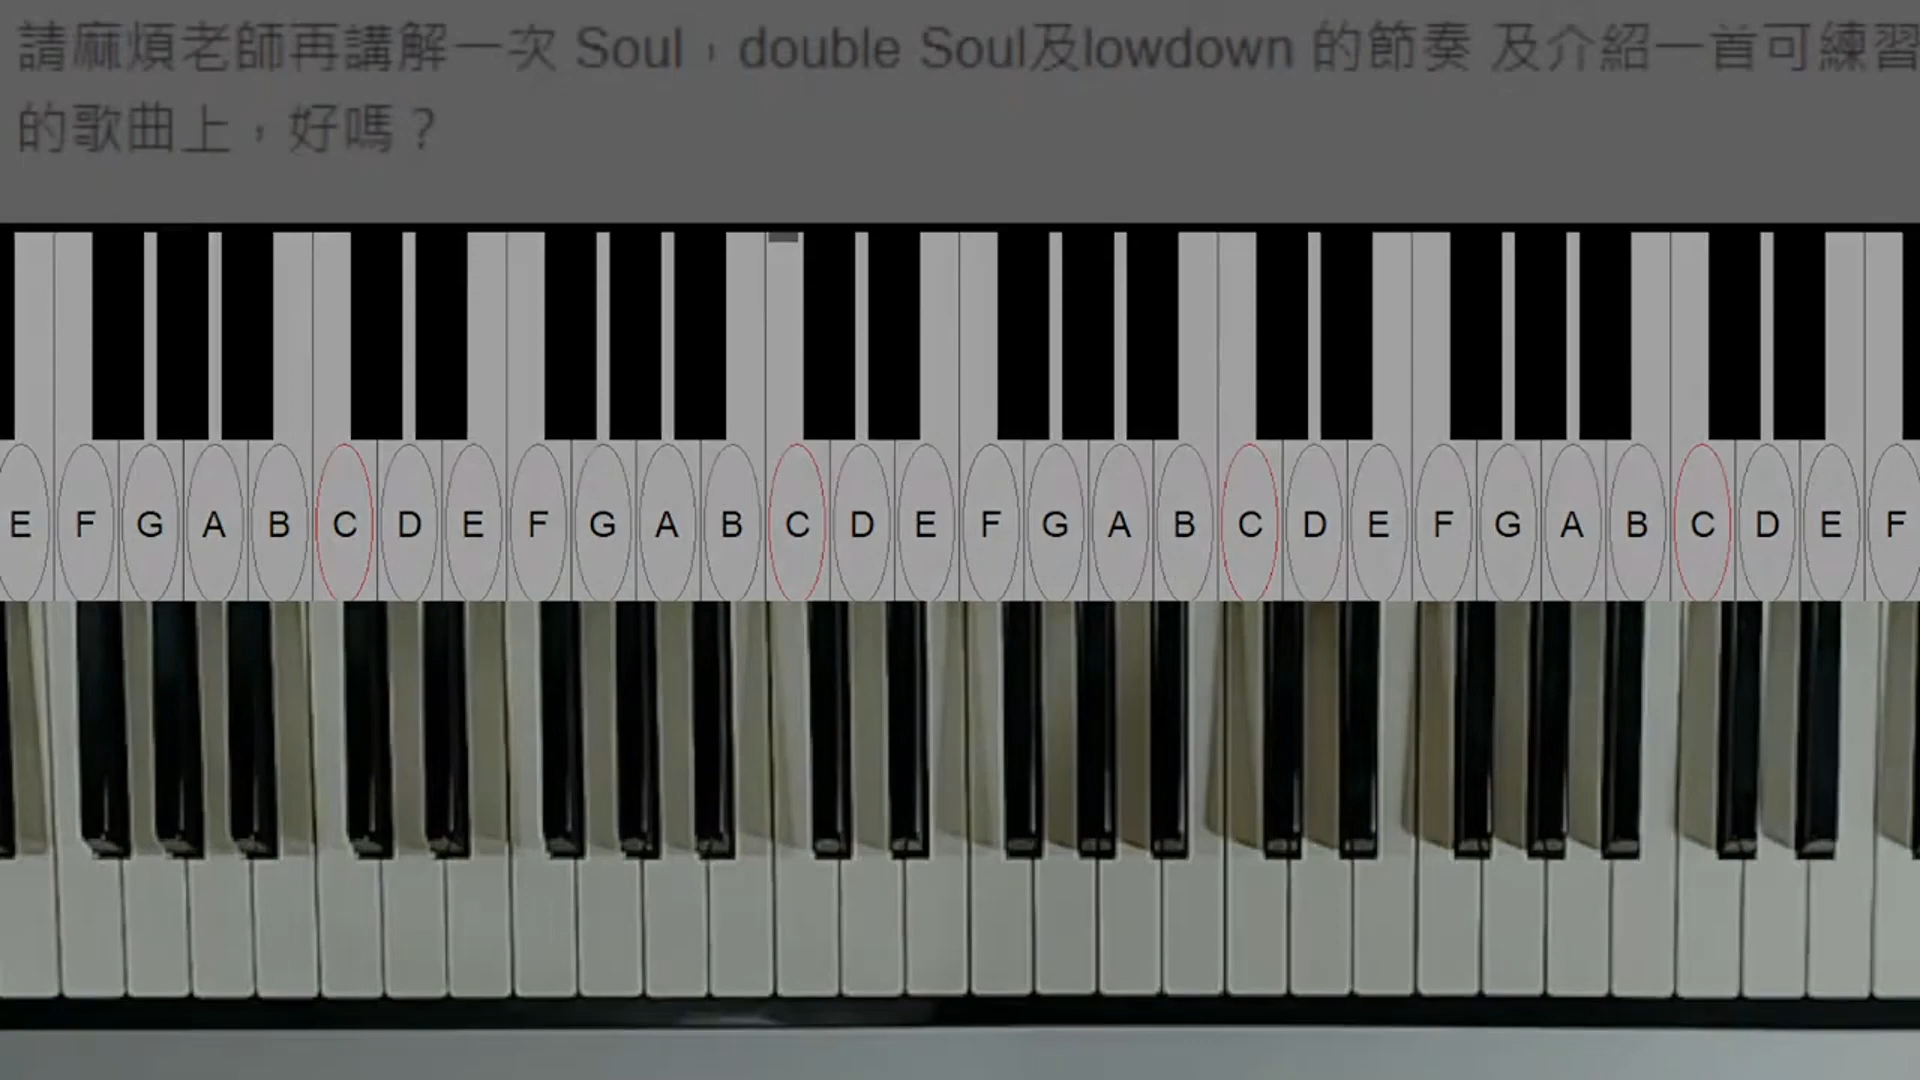 請麻煩老師再講解一次 Soul，double Soul及lowdown 的節奏 及介紹一首可練習
的歌曲上，好嗎？
E F G A B C D E F G A B C D E F G A B C D E F G A B C D E F